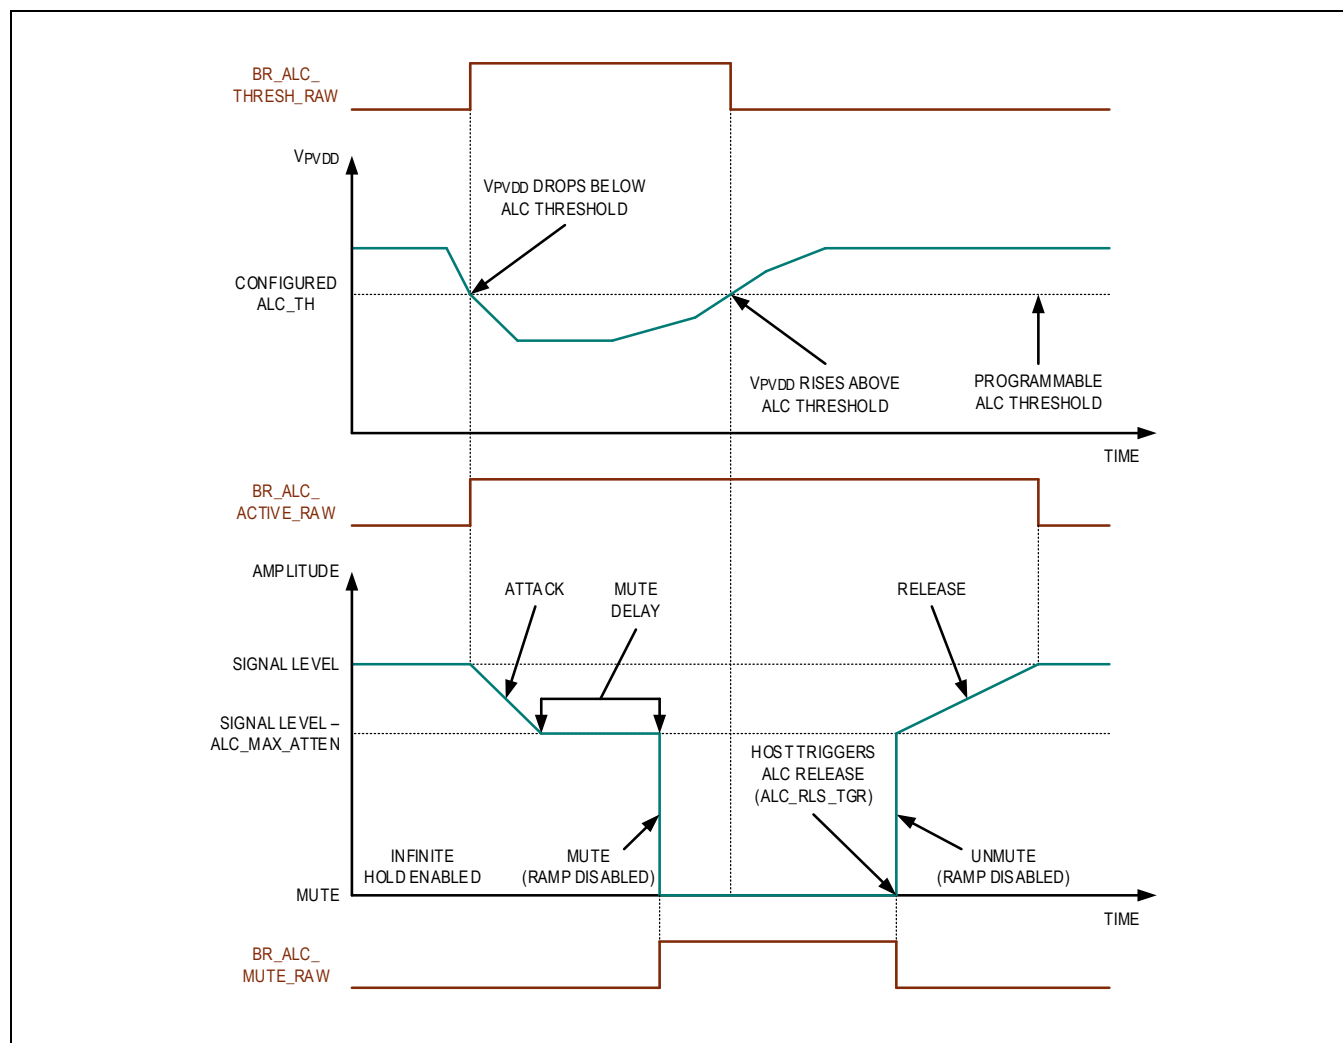 BR_ALC_
THRESH_RAW
VPVDD
VPVDD DROPS BELOW
ALC THRESHOLD
CONFIGURED
ALC_TH
VPVDD RISES ABOVE
ALC THRESHOLD
PROGRAMMABLE
ALC THRESHOLD
TIME
BR_ALC_
ACTIVE_RAW
AMPLITUDE
ATTACK
MUTE
DELAY
RELEASE
SIGNAL LEVEL
SIGNAL LEVEL –
ALC_MAX_ATTEN
HOST TRIGGERS
ALC RELEASE
(ALC_RLS_TGR)
INFINITE
HOLD ENABLED
MUTE
(RAMP DISABLED)
UNMUTE
(RAMP DISABLED)
MUTE
TIME
BR_ALC_
MUTE_RAW